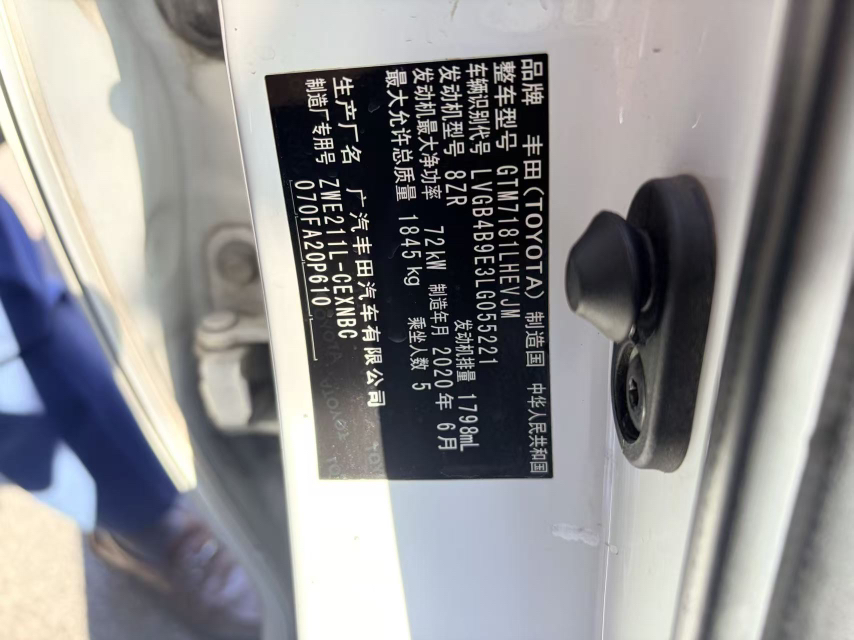 品牌 丰田(TOYOTA) 制造国 中华人民共和国
整车型号 GTM7181LHEVJM
车辆识别代号 LVGB4B9E3LG055221
发动机型号 8ZR 发动机排量 1798mL
发动机最大净功率 72kW 制造年月 2020年 6月
最大允许总质量 1845kg 乘坐人数 5
生产厂名 广汽丰田汽车有限公司
制造厂专用号 ZWE211L-CEXNBC
070FA20P610